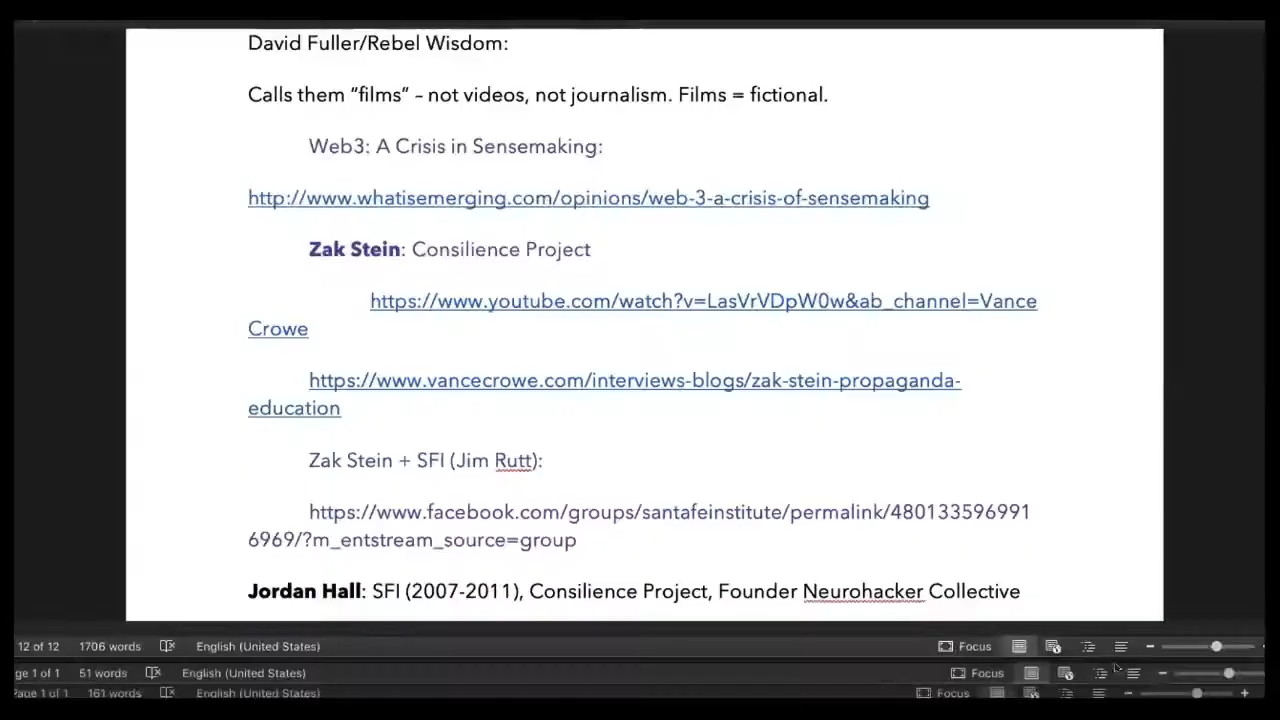 David Fuller/Rebel Wisdom:
Calls them “films” – not videos, not journalism. Films = fictional.
Web3: A Crisis in Sensemaking:
http://www.whatisemerging.com/opinions/web-3-a-crisis-of-sensemaking
Zak Stein: Consilience Project
https://www.youtube.com/watch?v=LasVrVDpW0w&ab_channel=Vance
Crowe
https://www.vancecrowe.com/interviews-blogs/zak-stein-propaganda-
education
Zak Stein + SFI (Jim Rutt):
https://www.facebook.com/groups/santafeinstitute/permalink/480133596991
6969/?m_entstream_source=group
Jordan Hall: SFI (2007-2011), Consilience Project, Founder Neurohacker Collective
12 of 12 1706 words English (United States) Focus
ge 1 of 1 51 words English (United States) Focus
Page 1 of 1 161 words English (United States) Focus